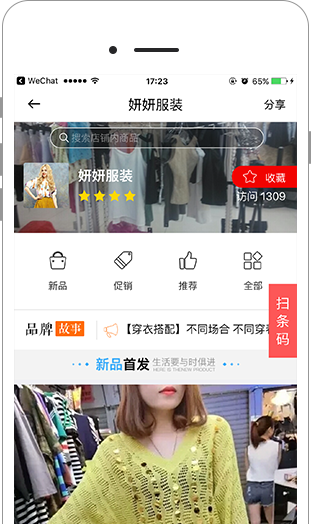 WeChat 17:23 65%
妍妍服装 分享
搜索店铺内商品
妍妍服装
收藏
访问 1309
新品 促销 推荐 全部
扫条码
品牌故事 【穿衣搭配】不同场合 不同穿着
新品首发 生活要与时俱进
HERE IS THENEW PRODUCT